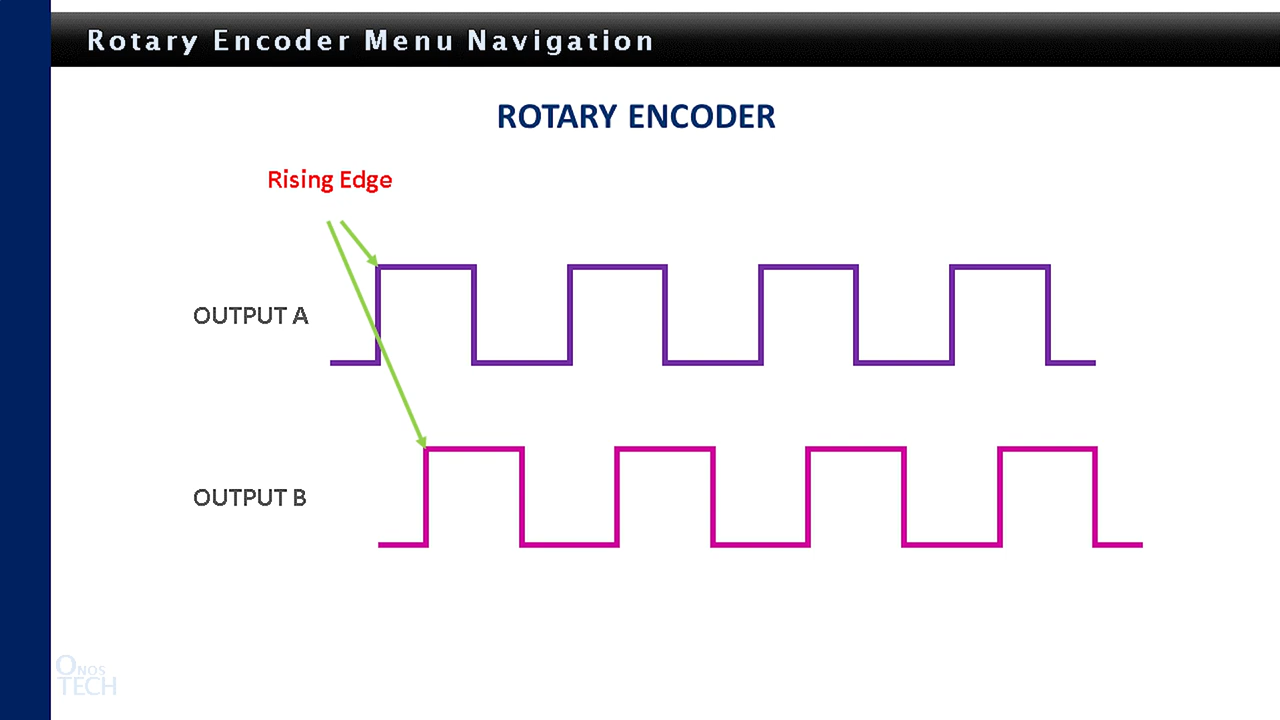 Rotary Encoder Menu Navigation
ROTARY ENCODER
Rising Edge
OUTPUT A
OUTPUT B
ONOS
TECH